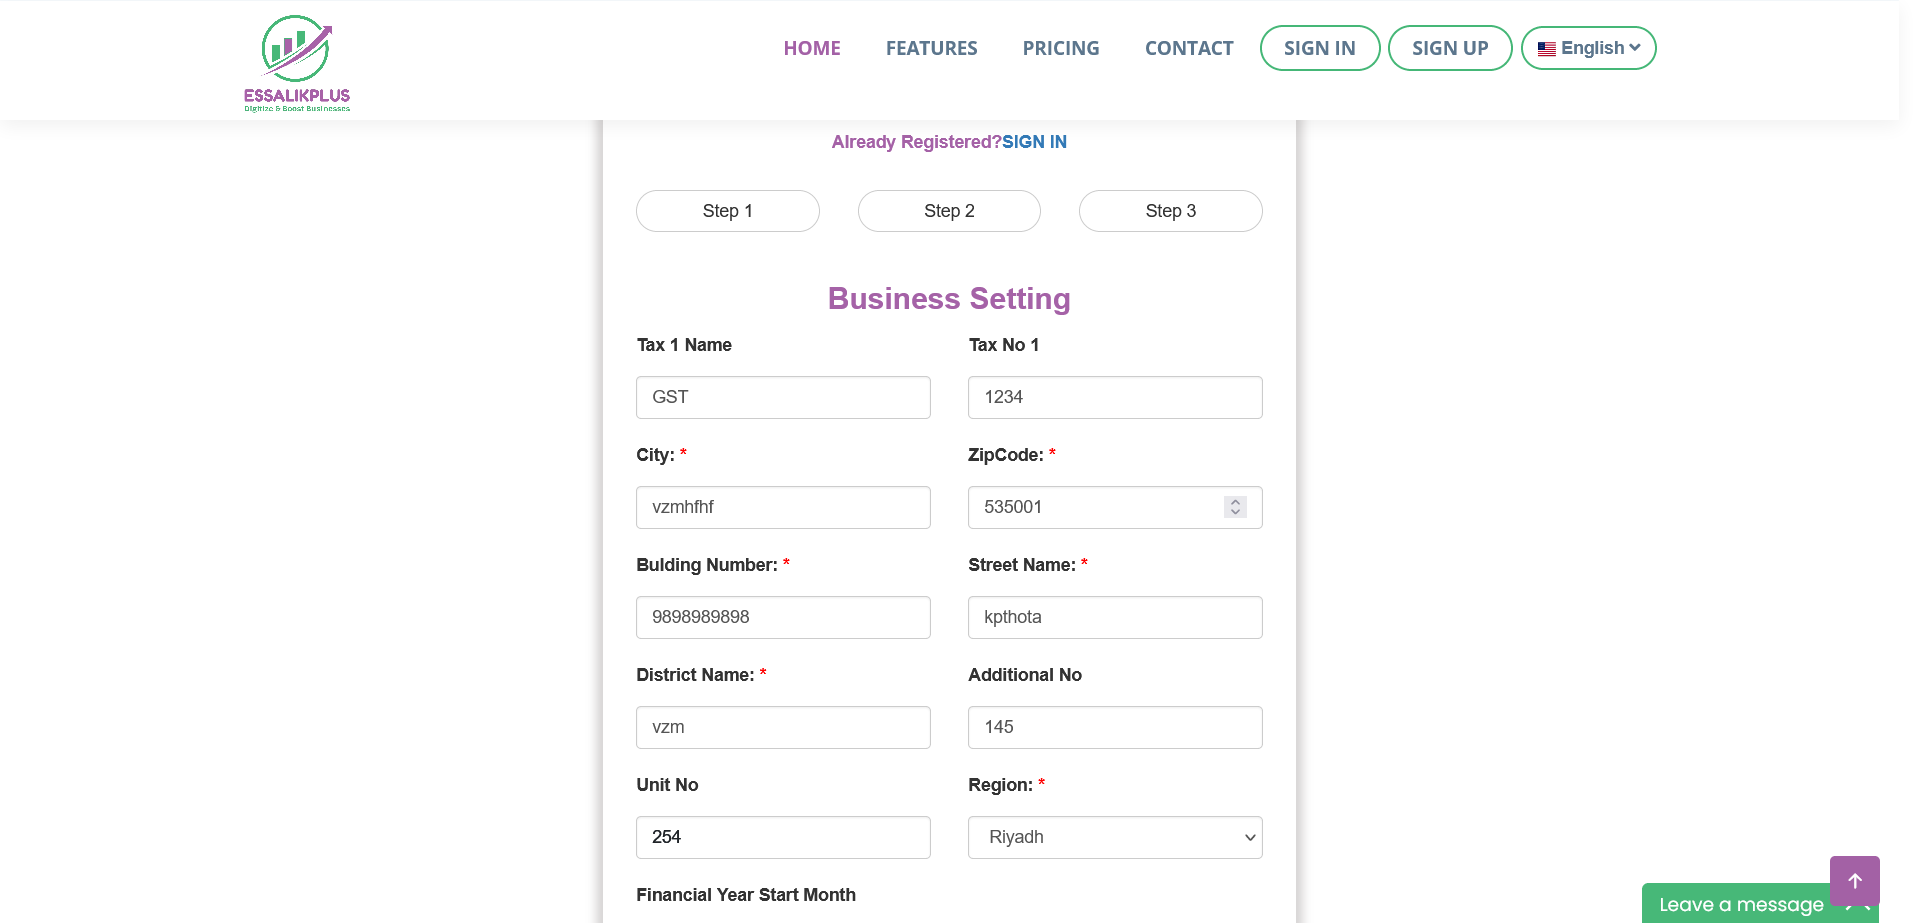 ESSALIKPLUS
Digitize & Boost Businesses
HOME FEATURES PRICING CONTACT SIGN IN SIGN UP English
Already Registered?SIGN IN
Step 1 Step 2 Step 3
Business Setting
Tax 1 Name Tax No 1
GST 1234
City: * ZipCode: *
vzmhfhf 535001
Bulding Number: * Street Name: *
9898989898 kpthota
District Name: * Additional No
vzm 145
Unit No Region: *
254 Riyadh
Financial Year Start Month
Leave a message